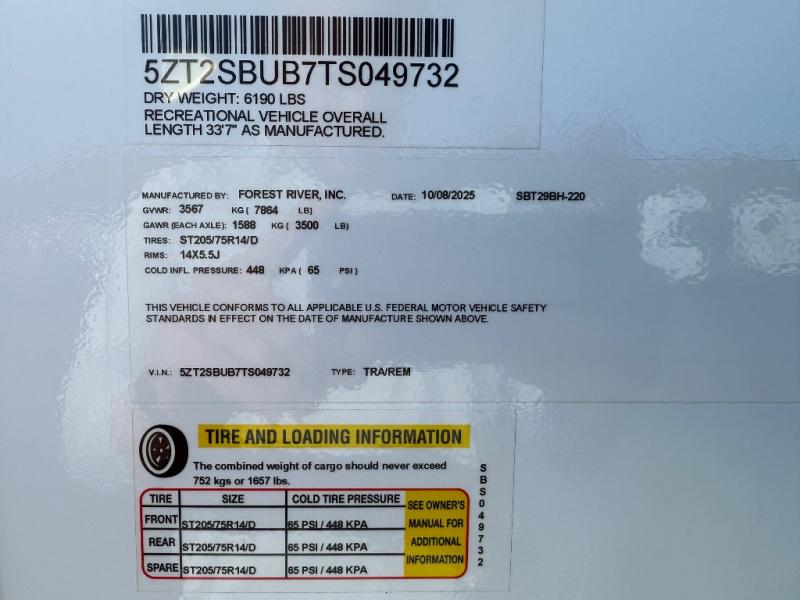 5ZT2SBUB7TS049732
DRY WEIGHT: 6190 LBS
RECREATIONAL VEHICLE OVERALL
LENGTH 33'7" AS MANUFACTURED.
MANUFACTURED BY: FOREST RIVER, INC. DATE: 10/08/2025 SBT29BH-220
GVWR: 3567 KG ( 7864 LB)
GAWR (EACH AXLE): 1588 KG ( 3500 LB)
TIRES: ST205/75R14/D
RIMS: 14X5.5J
COLD INFL. PRESSURE: 448 KPA ( 65 PSI )
THIS VEHICLE CONFORMS TO ALL APPLICABLE U.S. FEDERAL MOTOR VEHICLE SAFETY
STANDARDS IN EFFECT ON THE DATE OF MANUFACTURE SHOWN ABOVE.
V.I.N.: 5ZT2SBUB7TS049732 TYPE: TRA/REM
TIRE AND LOADING INFORMATION
The combined weight of cargo should never exceed
752 kgs or 1657 lbs.
TIRE SIZE COLD TIRE PRESSURE
FRONT ST205/75R14/D 65 PSI / 448 KPA
REAR ST205/75R14/D 65 PSI / 448 KPA
SPARE ST205/75R14/D 65 PSI / 448 KPA
SEE OWNER'S
MANUAL FOR
ADDITIONAL
INFORMATION
SBS049732